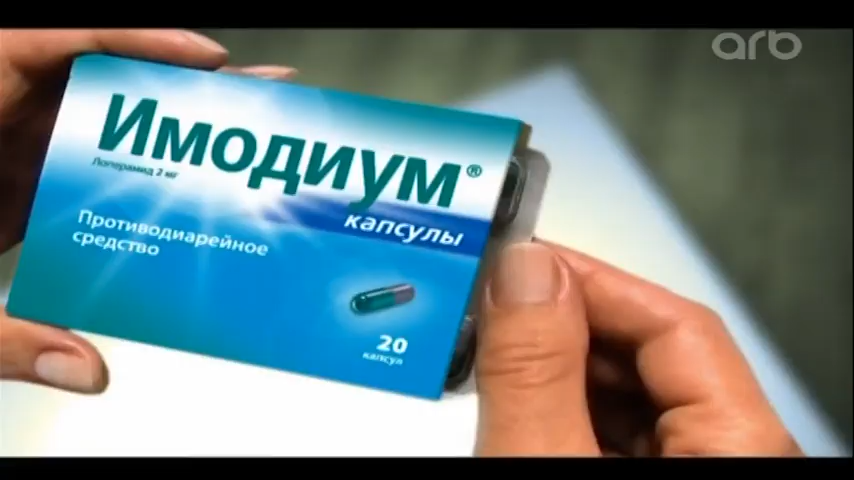 arb
Имодиум®
Лоперамид 2 мг
капсулы
Противодиарейное
средство
20
капсул